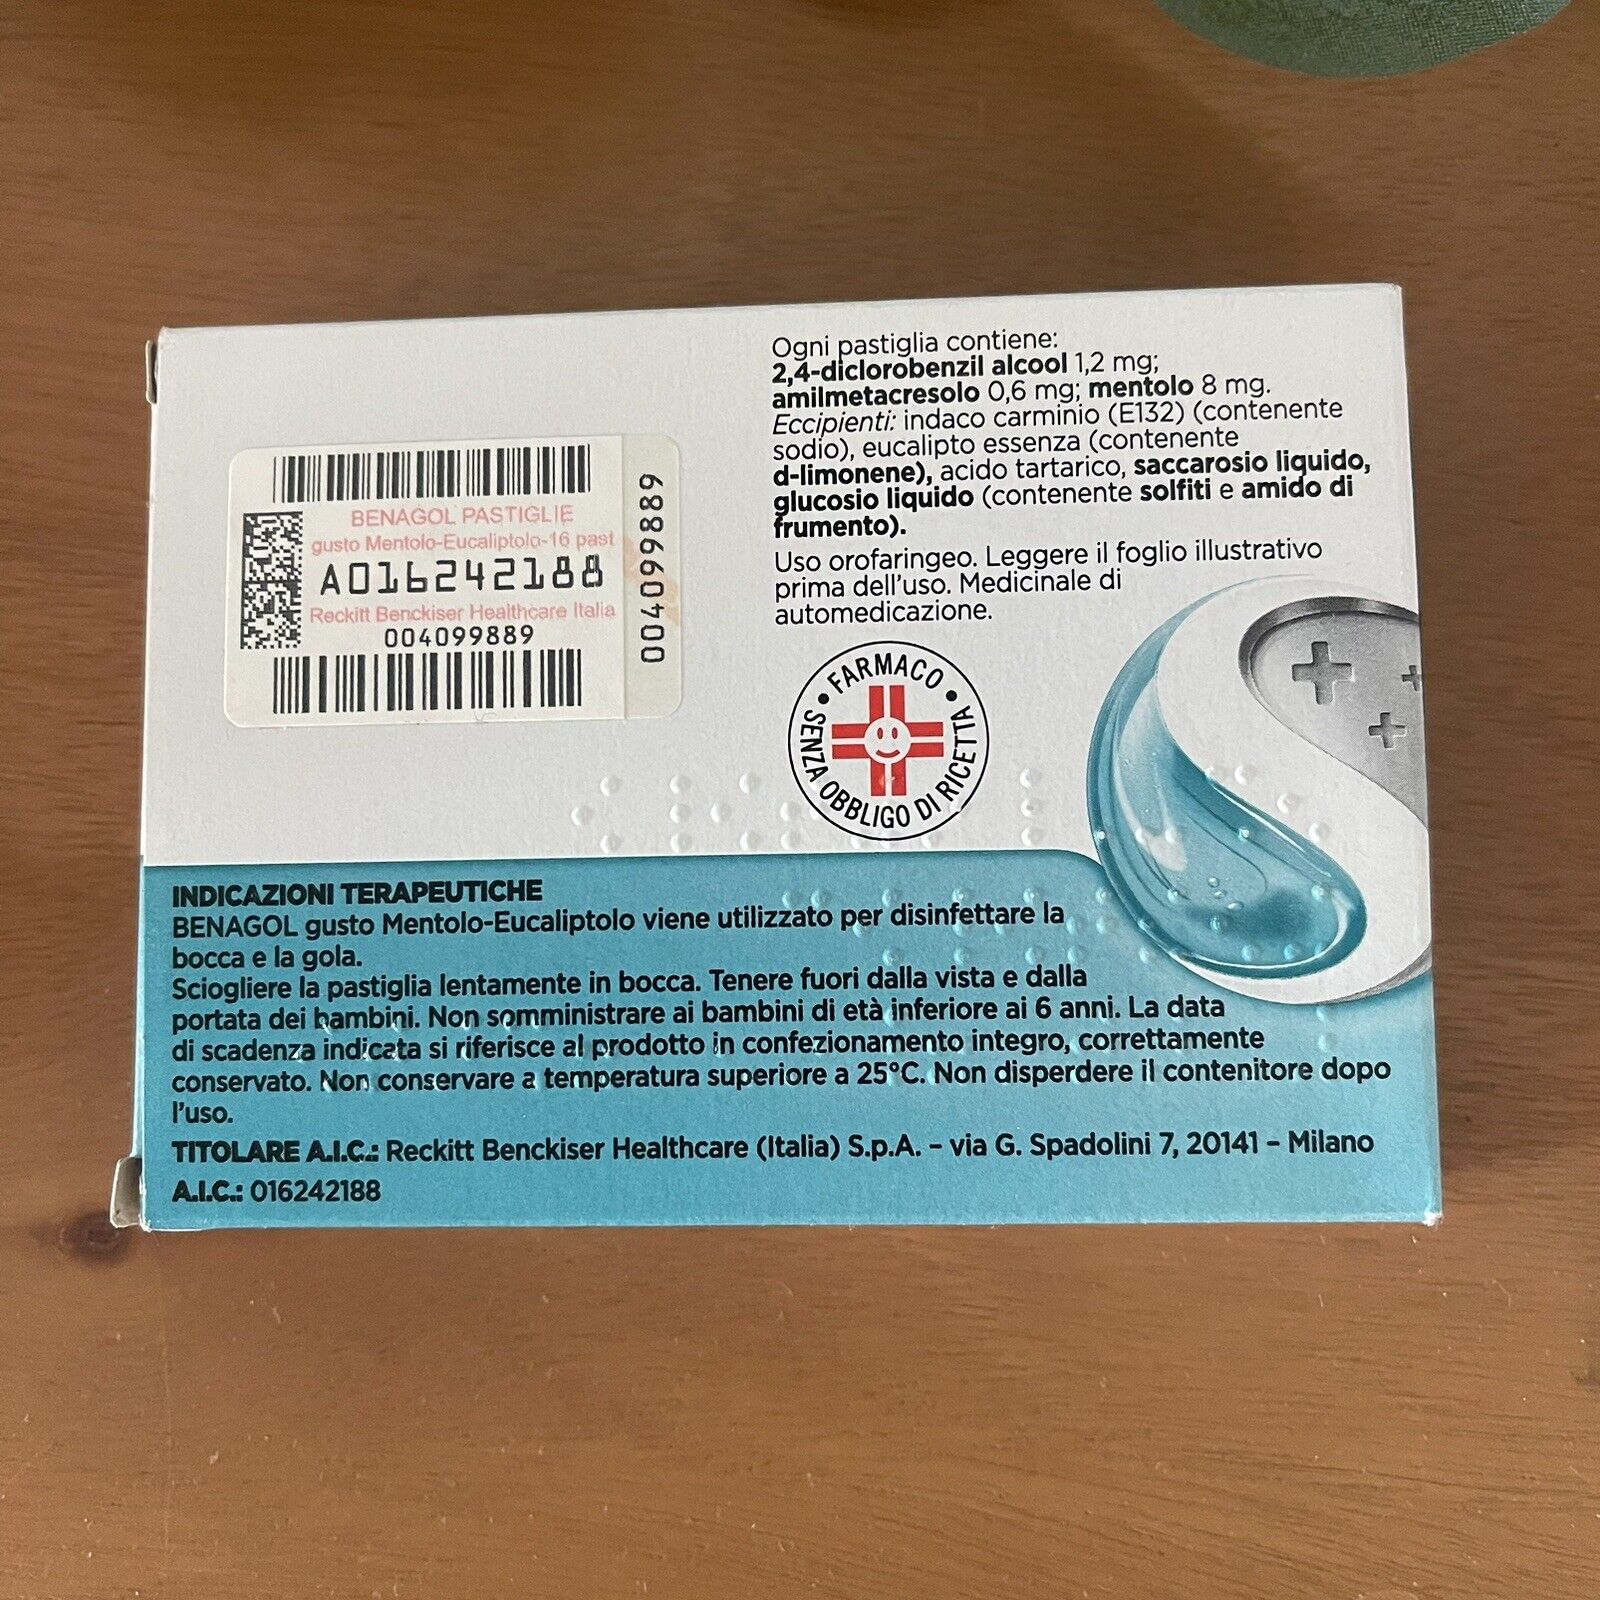 BENAGOL PASTIGLIE
gusto Mentolo-Eucaliptolo-16 past
A016242188
Reckitt Benckiser Healthcare Italia
004099889
004099889
Ogni pastiglia contiene:
2,4-diclorobenzil alcool 1,2 mg;
amilmetacresolo 0,6 mg; mentolo 8 mg.
Eccipienti: indaco carminio (E132) (contenente
sodio), eucalipto essenza (contenente
d-limonene), acido tartarico, saccarosio liquido,
glucosio liquido (contenente solfiti e amido di
frumento).
Uso orofaringeo. Leggere il foglio illustrativo
prima dell'uso. Medicinale di
automedicazione.
FARMACO
SENZA OBBLIGO DI RICETTA
INDICAZIONI TERAPEUTICHE
BENAGOL gusto Mentolo-Eucaliptolo viene utilizzato per disinfettare la
bocca e la gola.
Sciogliere la pastiglia lentamente in bocca. Tenere fuori dalla vista e dalla
portata dei bambini. Non somministrare ai bambini di età inferiore ai 6 anni. La data
di scadenza indicata si riferisce al prodotto in confezionamento integro, correttamente
conservato. Non conservare a temperatura superiore a 25°C. Non disperdere il contenitore dopo
l'uso.
TITOLARE A.I.C.: Reckitt Benckiser Healthcare (Italia) S.p.A. – via G. Spadolini 7, 20141 – Milano
A.I.C.: 016242188